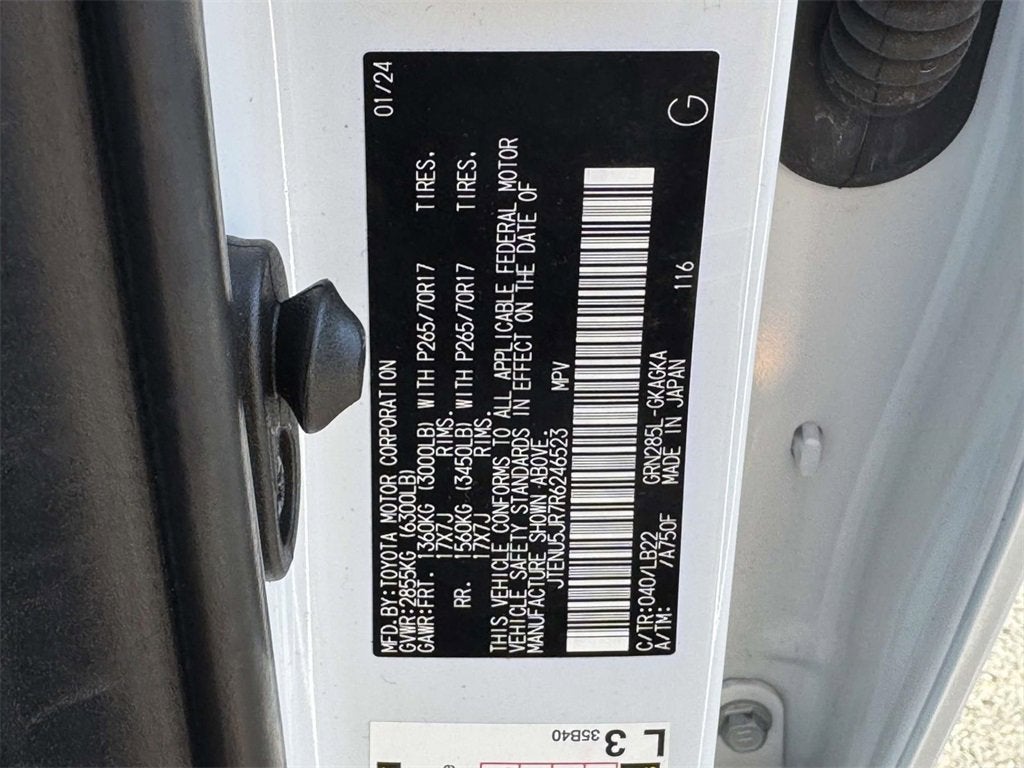 MFD.BY:TOYOTA MOTOR CORPORATION 01/24
GVWR:2855KG (6300LB)
GAWR:FRT. 1360KG (3000LB) WITH P265/70R17 TIRES.
17X7J RIMS.
RR. 1560KG (3450LB) WITH P265/70R17 TIRES.
17X7J RIMS.
THIS VEHICLE CONFORMS TO ALL APPLICABLE FEDERAL MOTOR
VEHICLE SAFETY STANDARDS IN EFFECT ON THE DATE OF
MANUFACTURE SHOWN ABOVE.
JTENU5JR7R6246523 MPV
C/TR:040/LB22 GRN285L-GKAGKA 116
A/TM: /A750F MADE IN JAPAN
G
L 3
35B40